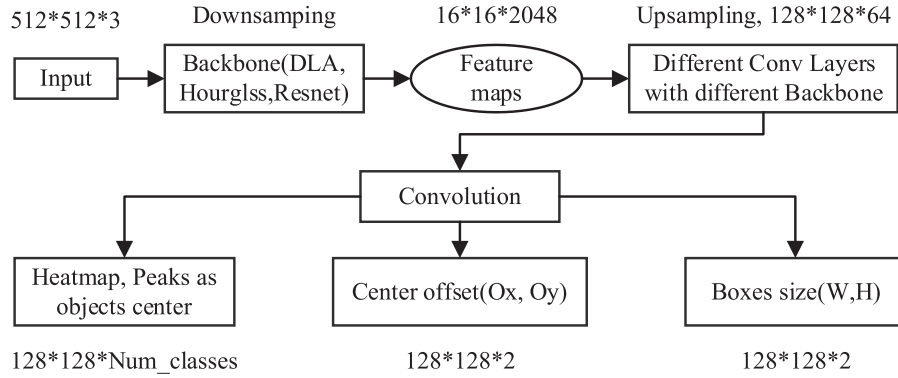 512*512*3
Downsamping
16*16*2048
Upsampling, 128*128*64
Input
Backbone(DLA,
Hourglss,Resnet)
Feature
maps
Different Conv Layers
with different Backbone
Convolution
Heatmap, Peaks as
objects center
Center offset(Ox, Oy)
Boxes size(W,H)
128*128*Num_classes
128*128*2
128*128*2